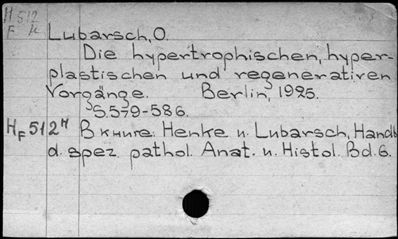 H 512
F
Lubarsch, O.
Die hypertrophischen, hyper-
plastischen und regenerativen
Vorgänge. Berlin, 1925.
S. 579-586.
HF 512 н В книге: Henke u. Lubarsch, Handb.
d. spez. pathol. Anat. u. Histol. Bd. 6.